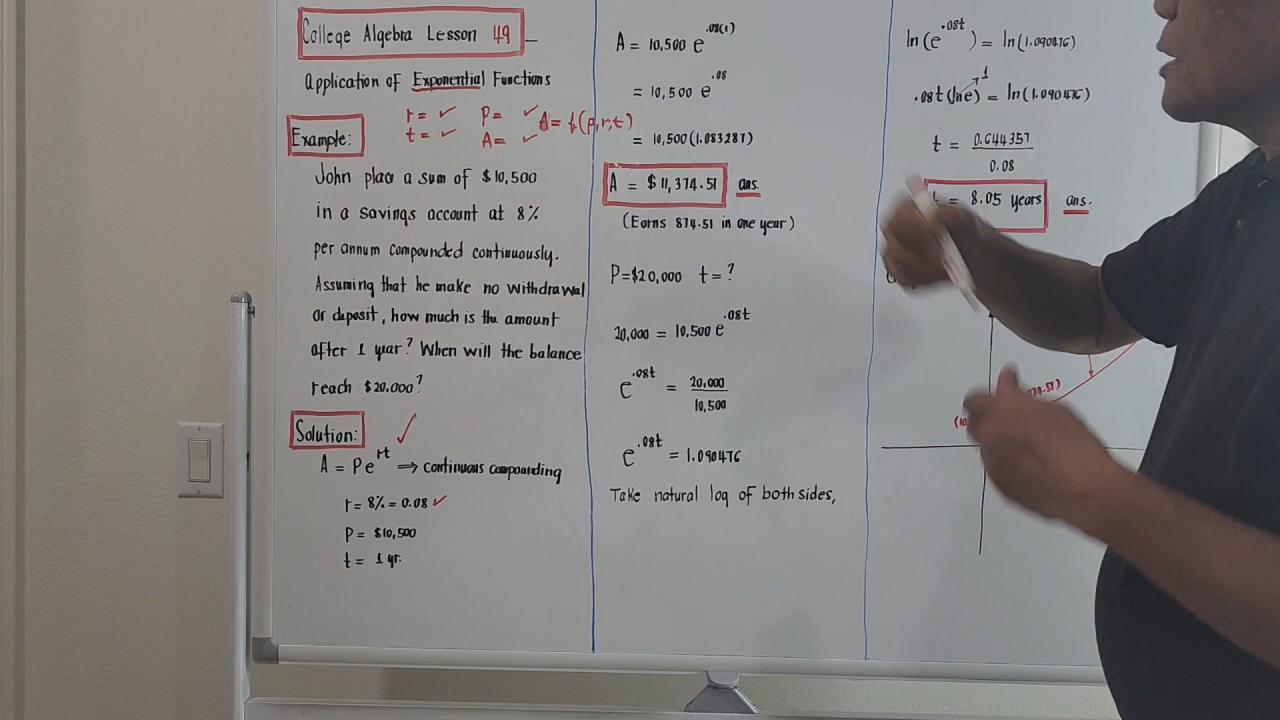 College Algebra Lesson 49
Application of Exponential Functions
r= ✓ P= ✓ A= f(p,r,t)
t= ✓ A= ✓
Example:
John place a sum of $10,500
in a savings account at 8%
per annum compounded continuously.
Assuming that he make no withdrawal
or deposit, how much is the amount
after 1 year? When will the balance
reach $20.000?
Solution: ✓
A = Pe^rt ⟹ continuous compounding
r = 8% = 0.08 ✓
P = $10,500
t = 1 yr.
A = 10,500 e^.08(1)
= 10,500 e^.08
= 10,500(1.083287)
A = $11,374.51 ans.
(Earns 874.51 in one year)
P=$20,000 t=?
20,000 = 10,500 e^.08t
e^.08t = 20,000/10,500
e^.08t = 1.090476
Take natural log of both sides,
ln(e^.08t) = ln(1.090476)
.08t(lne) 1 = ln(1.090476)
t = 0.644357/0.08
= 8.05 years ans.